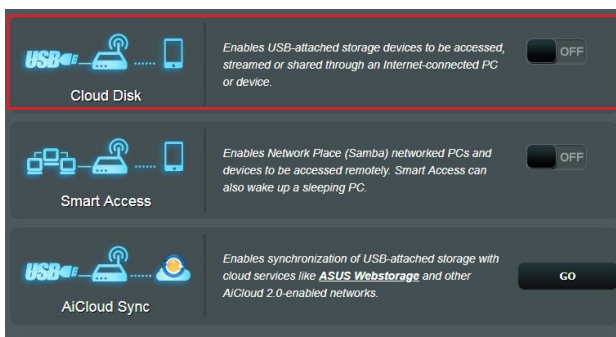 USB
Enables USB-attached storage devices to be accessed,
streamed or shared through an Internet-connected PC
or device.
OFF
Cloud Disk
Enables Network Place (Samba) networked PCs and
devices to be accessed remotely. Smart Access can
also wake up a sleeping PC.
OFF
Smart Access
USB
Enables synchronization of USB-attached storage with
cloud services like ASUS Webstorage and other
AiCloud 2.0-enabled networks.
GO
AiCloud Sync